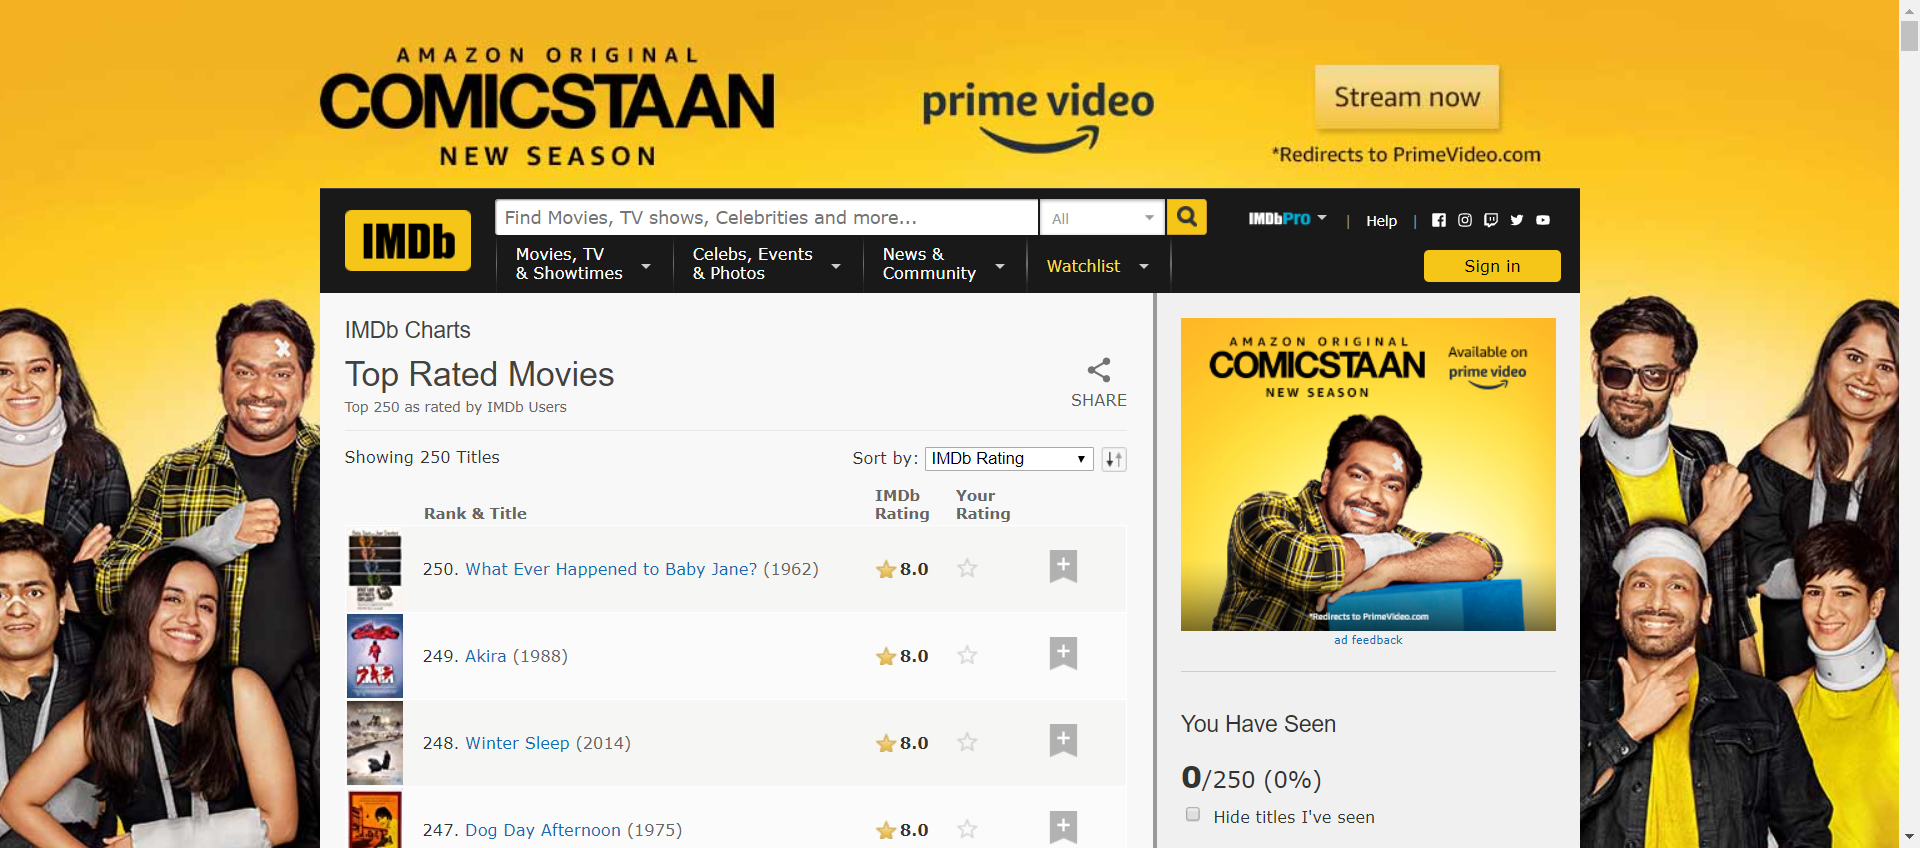 AMAZON ORIGINAL
COMICSTAAN
NEW SEASON
prime video
Stream now
*Redirects to PrimeVideo.com
IMDb
Find Movies, TV shows, Celebrities and more...
All
IMDbPro
|
Help
|
Movies, TV
& Showtimes
Celebs, Events
& Photos
News &
Community
Watchlist
Sign in
IMDb Charts
Top Rated Movies
Top 250 as rated by IMDb Users
SHARE
Showing 250 Titles
Sort by: IMDb Rating
Rank & Title
IMDb
Rating
Your
Rating
250. What Ever Happened to Baby Jane? (1962)
8.0
249. Akira (1988)
8.0
248. Winter Sleep (2014)
8.0
247. Dog Day Afternoon (1975)
8.0
AMAZON ORIGINAL
COMICSTAAN
NEW SEASON
Available on
prime video
*Redirects to PrimeVideo.com
ad feedback
You Have Seen
0/250 (0%)
Hide titles I've seen